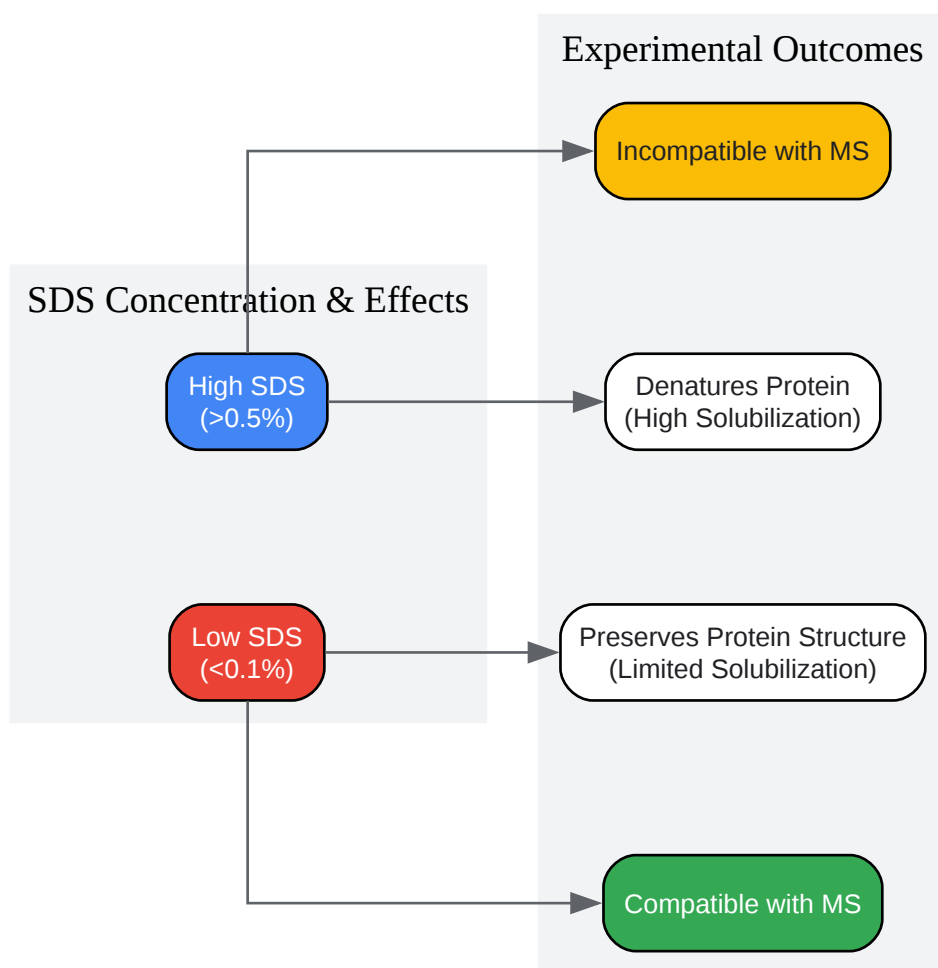 Experimental Outcomes
Incompatible with MS
SDS Concentration & Effects
High SDS
(>0.5%)
Denatures Protein
(High Solubilization)
Low SDS
(<0.1%)
Preserves Protein Structure
(Limited Solubilization)
Compatible with MS